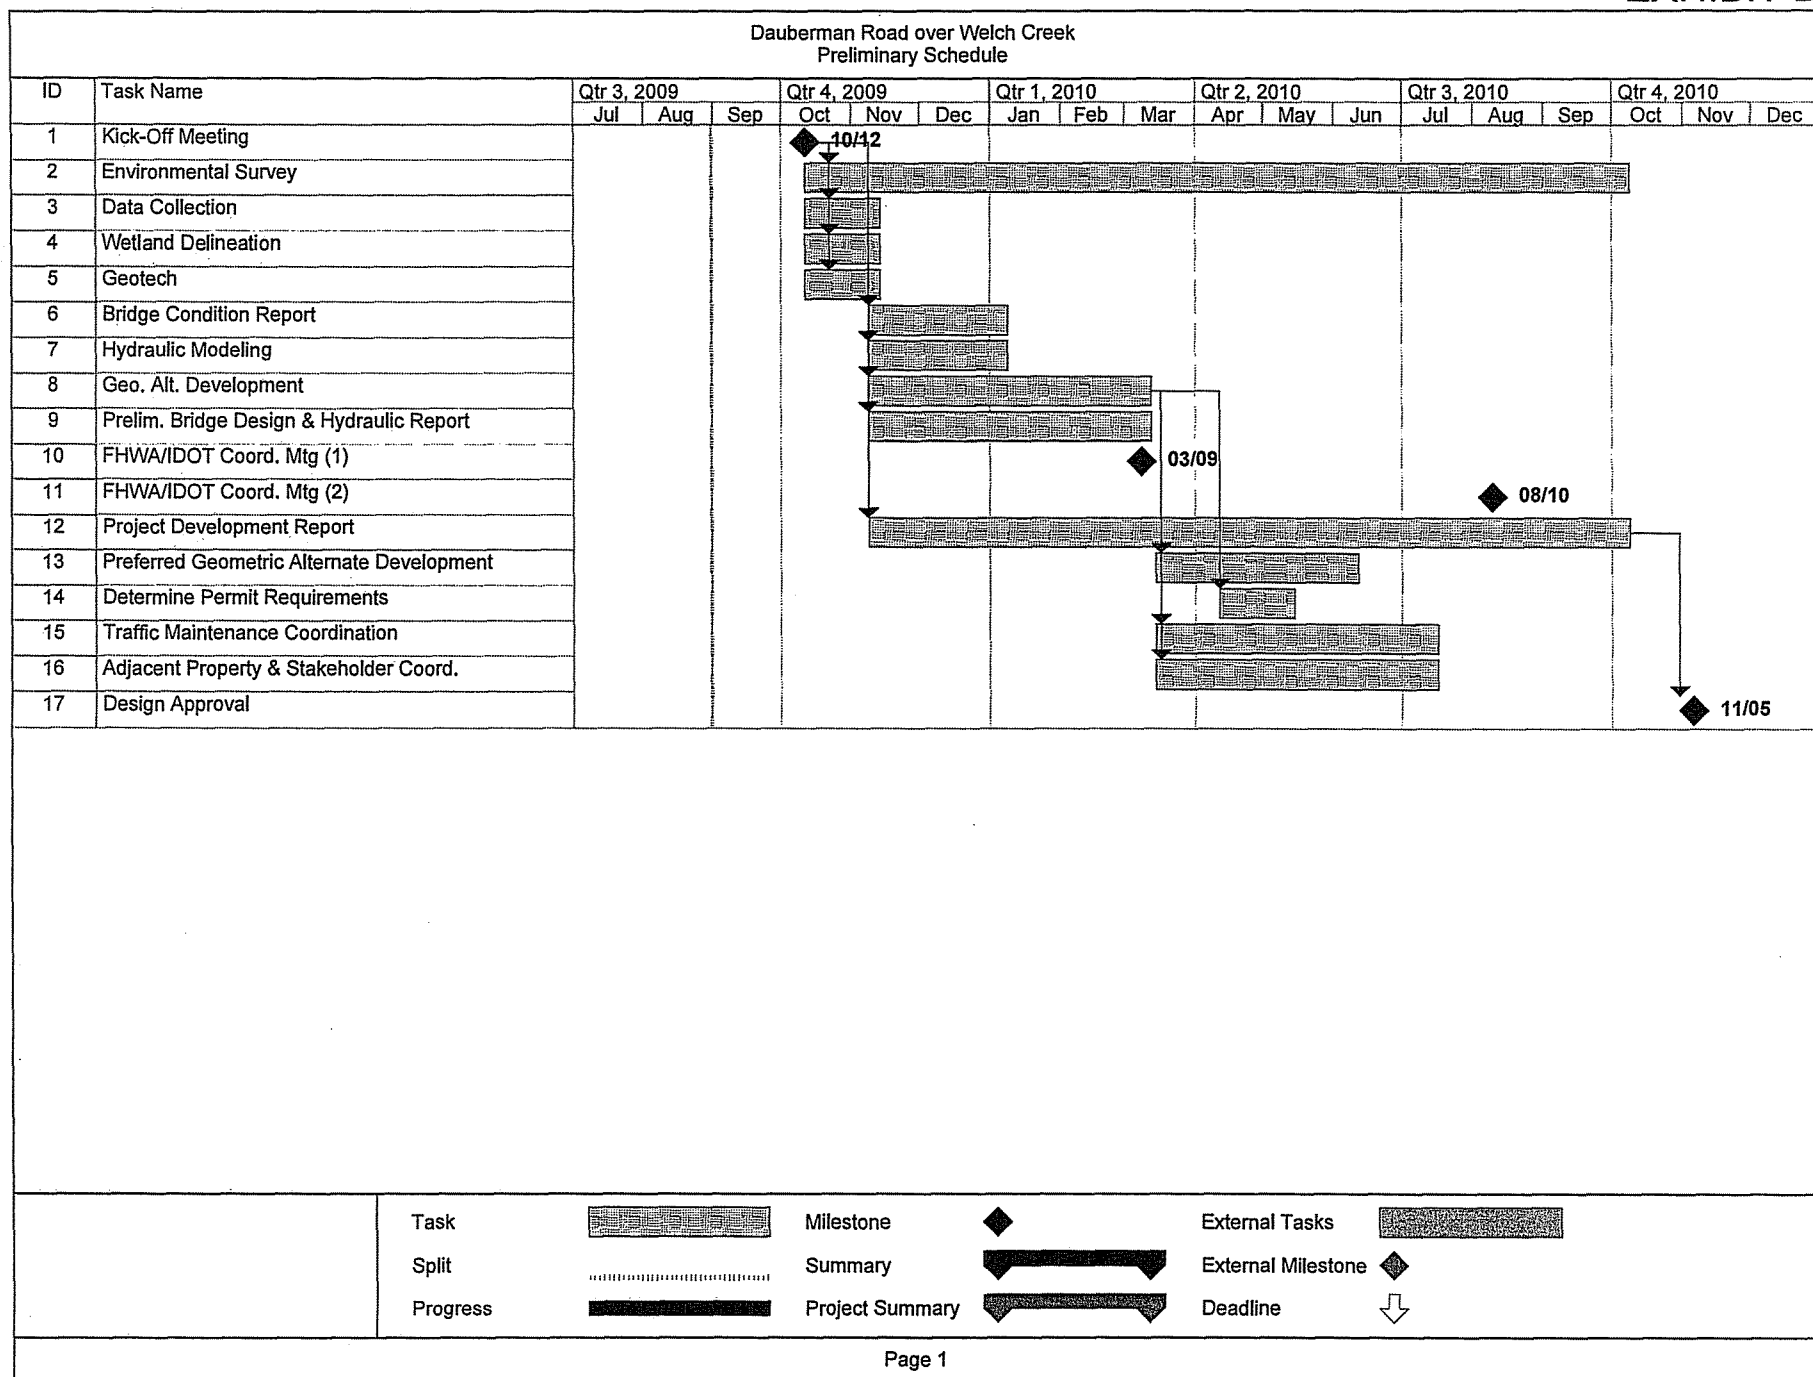 Dauberman Road over Welch Creek
Preliminary Schedule
ID Task Name Qtr 3, 2009 Qtr 4, 2009 Qtr 1, 2010 Qtr 2, 2010 Qtr 3, 2010 Qtr 4, 2010
Jul Aug Sep Oct Nov Dec Jan Feb Mar Apr May Jun Jul Aug Sep Oct Nov Dec
1 Kick-Off Meeting 10/12
2 Environmental Survey
3 Data Collection
4 Wetland Delineation
5 Geotech
6 Bridge Condition Report
7 Hydraulic Modeling
8 Geo. Alt. Development
9 Prelim. Bridge Design & Hydraulic Report
10 FHWA/IDOT Coord. Mtg (1) 03/09
11 FHWA/IDOT Coord. Mtg (2) 08/10
12 Project Development Report
13 Preferred Geometric Alternate Development
14 Determine Permit Requirements
15 Traffic Maintenance Coordination
16 Adjacent Property & Stakeholder Coord.
17 Design Approval 11/05
Task Milestone External Tasks
Split Summary External Milestone
Progress Project Summary Deadline
Page 1